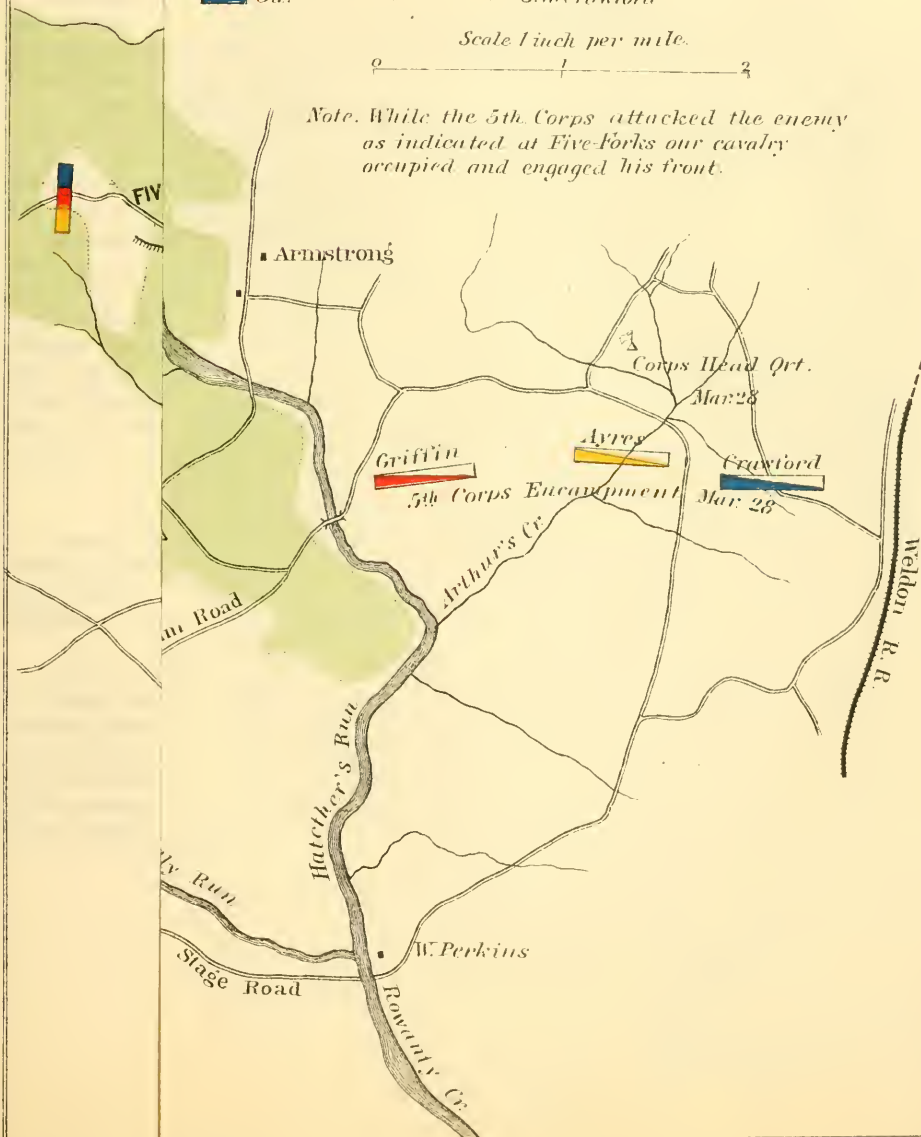 Scale 1 inch per mile.
0 1 2
Note. While the 5th Corps attacked the enemy
as indicated at Five-Forks our cavalry
occupied and engaged his front.
FIV
Armstrong
Corps Head Qrt.
Mar. 28
Griffin
Ayres
Crawford
5th Corps Encampment Mar. 28
Arthur's Cr.
Weldon R. R.
Road
Hatcther's Run
lly Run
W. Perkins
Stage Road
Rowanty Cr.